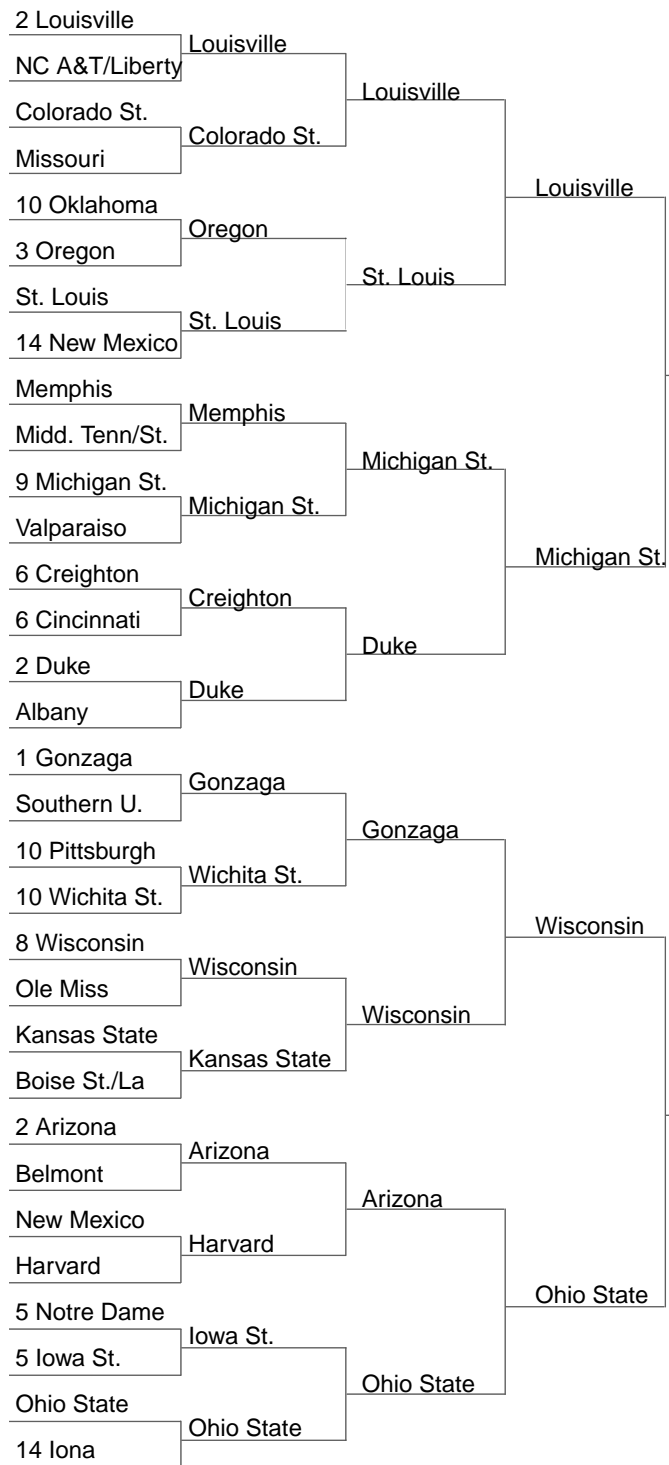 2 Louisville
NC A&T/Liberty
Colorado St.
Missouri
10 Oklahoma
3 Oregon
St. Louis
14 New Mexico
Memphis
Midd. Tenn/St.
9 Michigan St.
Valparaiso
6 Creighton
6 Cincinnati
2 Duke
Albany
1 Gonzaga
Southern U.
10 Pittsburgh
10 Wichita St.
8 Wisconsin
Ole Miss
Kansas State
Boise St./La
2 Arizona
Belmont
New Mexico
Harvard
5 Notre Dame
5 Iowa St.
Ohio State
14 Iona
Louisville
Colorado St.
Oregon
St. Louis
Memphis
Michigan St.
Creighton
Duke
Gonzaga
Wichita St.
Wisconsin
Kansas State
Arizona
Harvard
Iowa St.
Ohio State
Louisville
St. Louis
Michigan St.
Duke
Gonzaga
Wisconsin
Arizona
Ohio State
Louisville
Michigan St.
Wisconsin
Ohio State